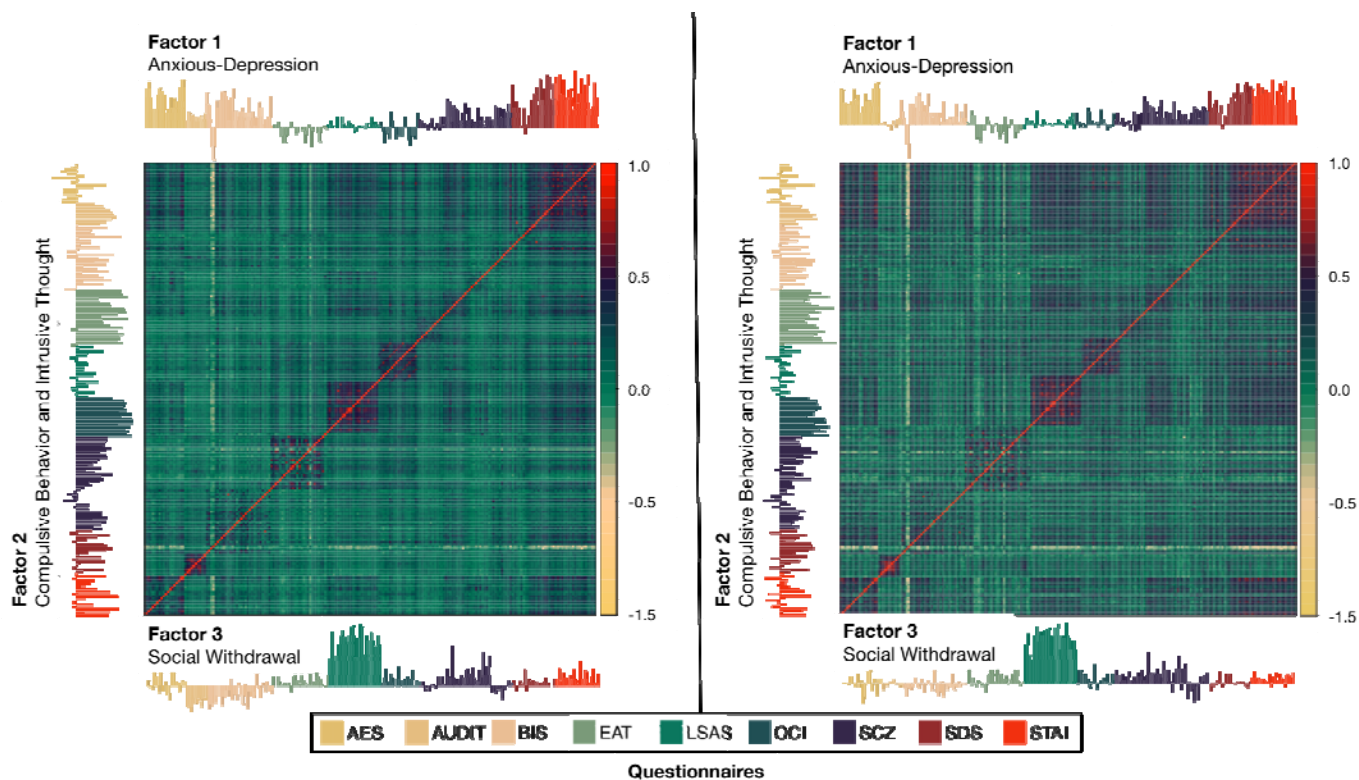 Factor 1
Anxious-Depression
Factor 2
Compulsive Behavior and Intrusive Thought
1.0
0.5
0.0
-0.5
-1.5
Factor 3
Social Withdrawal
Factor 1
Anxious-Depression
Factor 2
Compulsive Behavior and Intrusive Thought
1.0
0.5
0.0
-0.5
-1.5
Factor 3
Social Withdrawal
AES AUDIT BIS EAT LSAS OCI SCZ SDS STAI
Questionnaires